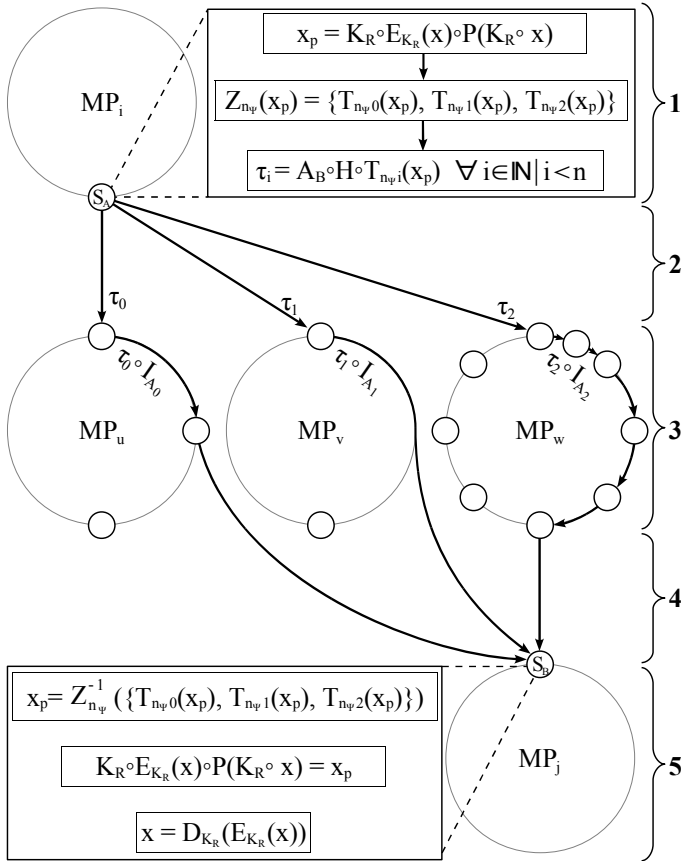 x_p = K_R∘E_{K_R}(x)∘P(K_R∘ x)
MP_i
1
Z_{n_Ψ}(x_p) = {T_{n_Ψ0}(x_p), T_{n_Ψ1}(x_p), T_{n_Ψ2}(x_p)}
τ_i = A_B∘H∘T_{n_Ψi}(x_p) ∀ i∈ℕ| i<n
S_A
2
τ_0
τ_1
τ_2
τ_0∘I_{A_0}
τ_1∘I_{A_1}
τ_2∘I_{A_2}
MP_u
MP_v
MP_w
3
4
S_B
x_p= Z_{n_Ψ}^{-1} ({T_{n_Ψ0}(x_p), T_{n_Ψ1}(x_p), T_{n_Ψ2}(x_p)})
K_R∘E_{K_R}(x)∘P(K_R∘ x) = x_p
MP_j
5
x = D_{K_R}(E_{K_R}(x))